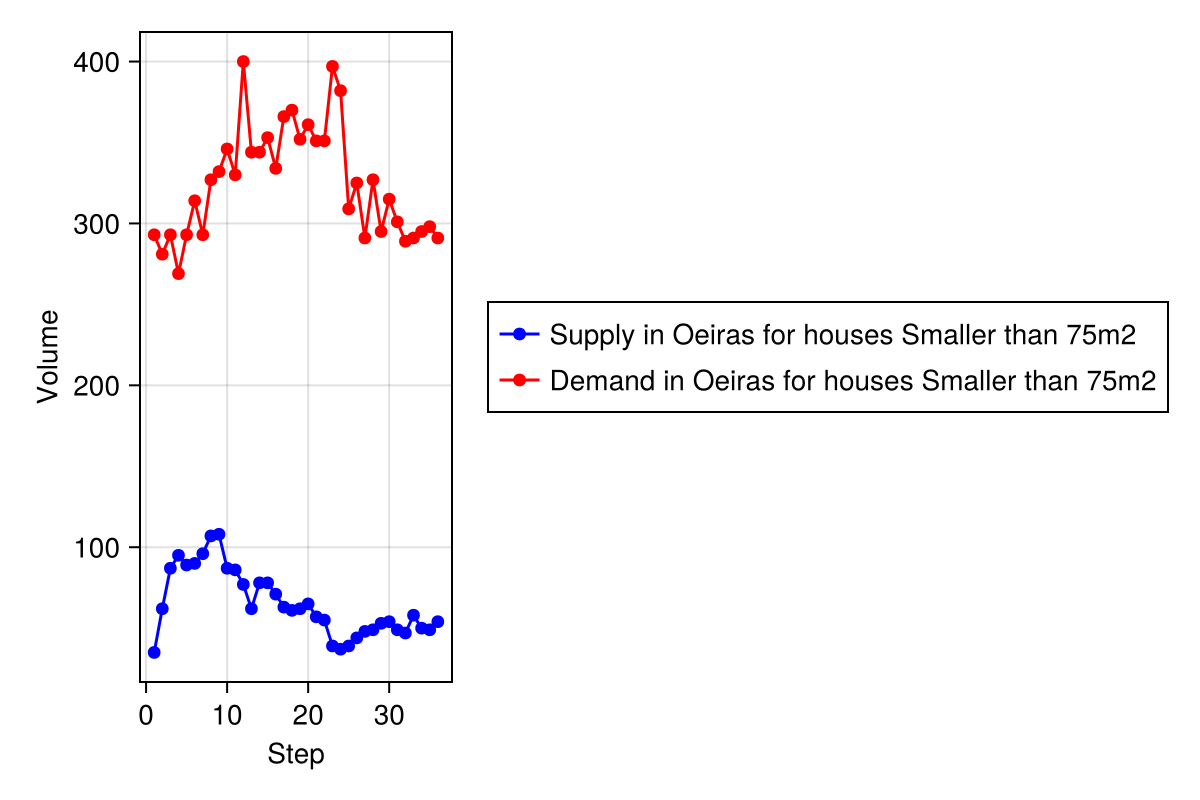 400
300
200
100
Volume
0 10 20 30
Step
Supply in Oeiras for houses Smaller than 75m2
Demand in Oeiras for houses Smaller than 75m2